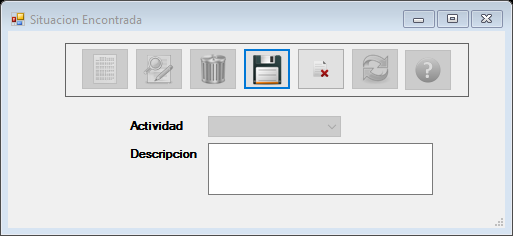 Situacion Encontrada
?
Actividad
Descripcion